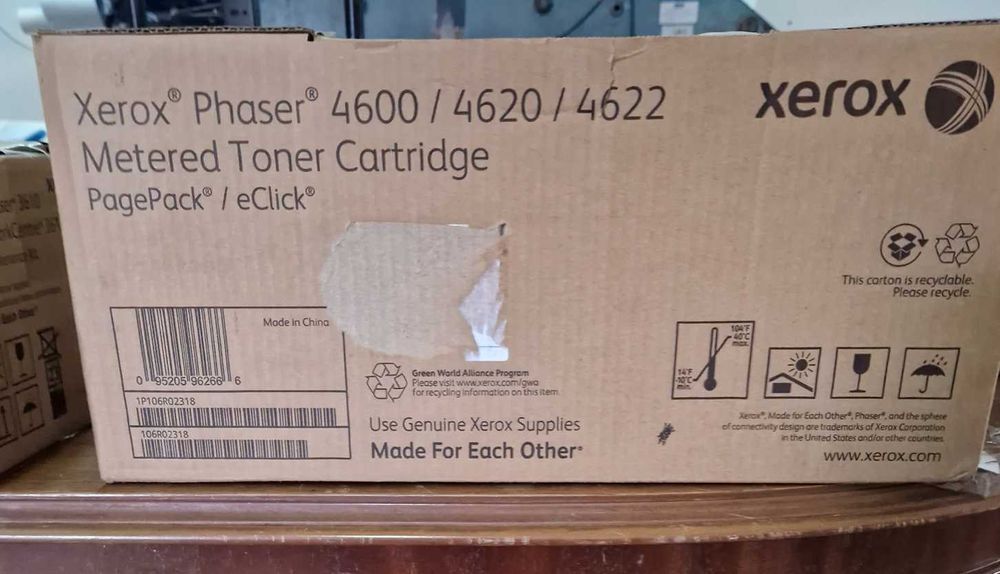 Xerox® Phaser® 4600 / 4620 / 4622
Metered Toner Cartridge
PagePack® / eClick®
xerox
This carton is recyclable.
Please recycle.
Made in China
0 95205 96266 6
1P106R02318
106R02318
Green World Alliance Program
Please visit www.xerox.com/gwa
for recycling information on this item.
Use Genuine Xerox Supplies
Made For Each Other®
104°F
40°C
max.
14°F
-10°C
min.
Xerox®, Made for Each Other®, Phaser®, and the sphere
of connectivity design are trademarks of Xerox Corporation
in the United States and/or other countries.
www.xerox.com